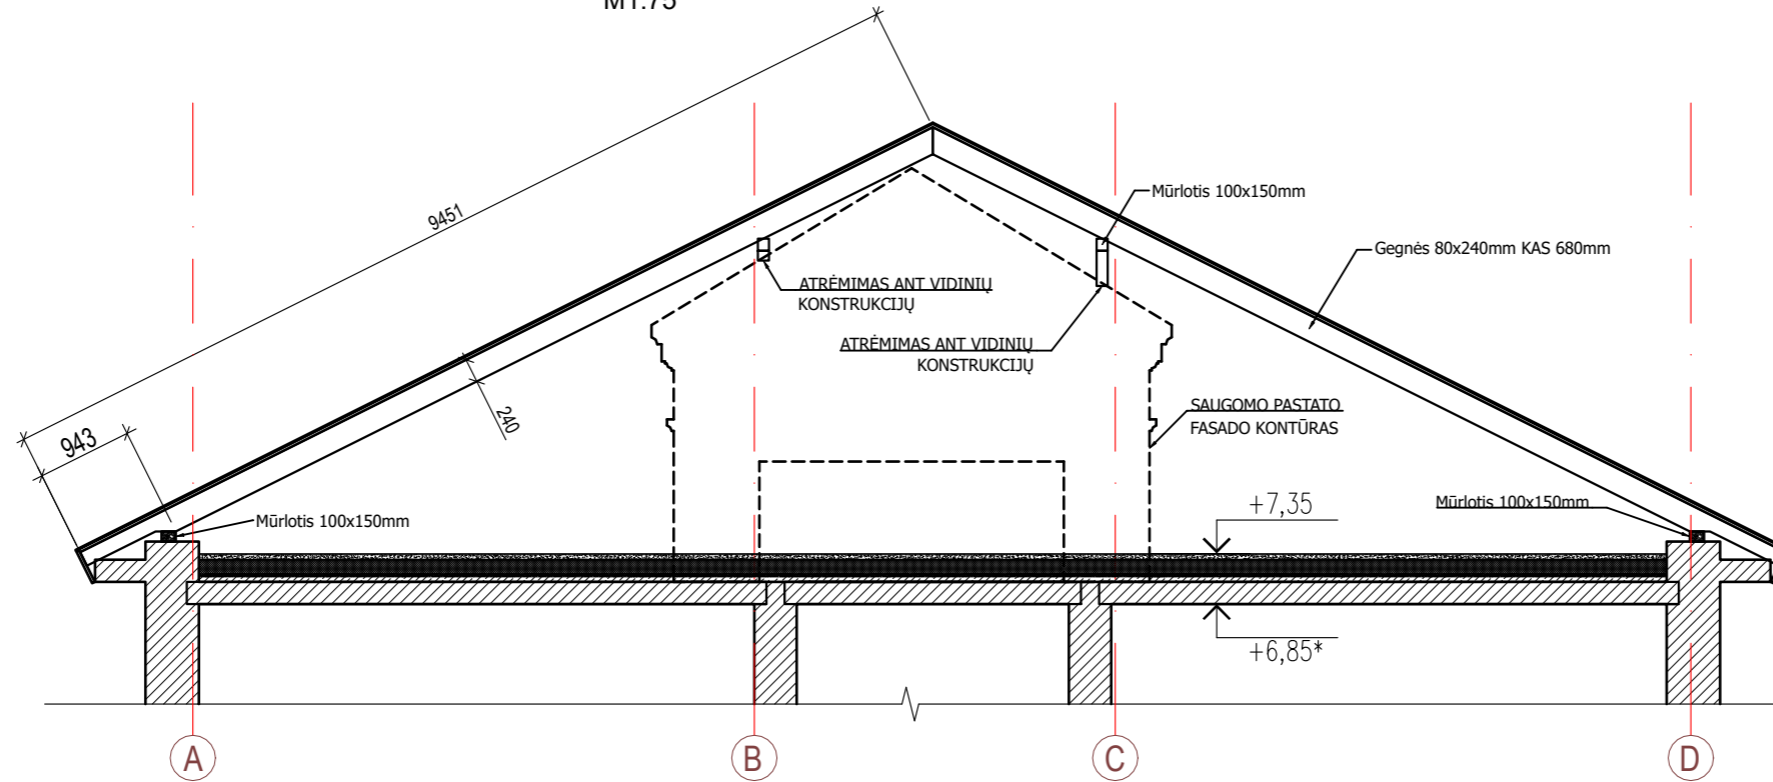 M1:75
9451
943
240
Mūrlotis 100x150mm
Gegnės 80x240mm KAS 680mm
ATRĖMIMAS ANT VIDINIŲ
KONSTRUKCIJŲ
ATRĖMIMAS ANT VIDINIŲ
KONSTRUKCIJŲ
SAUGOMO PASTATO
FASADO KONTŪRAS
Mūrlotis 100x150mm
+7,35
Mūrlotis 100x150mm
+6,85*
A
B
C
D